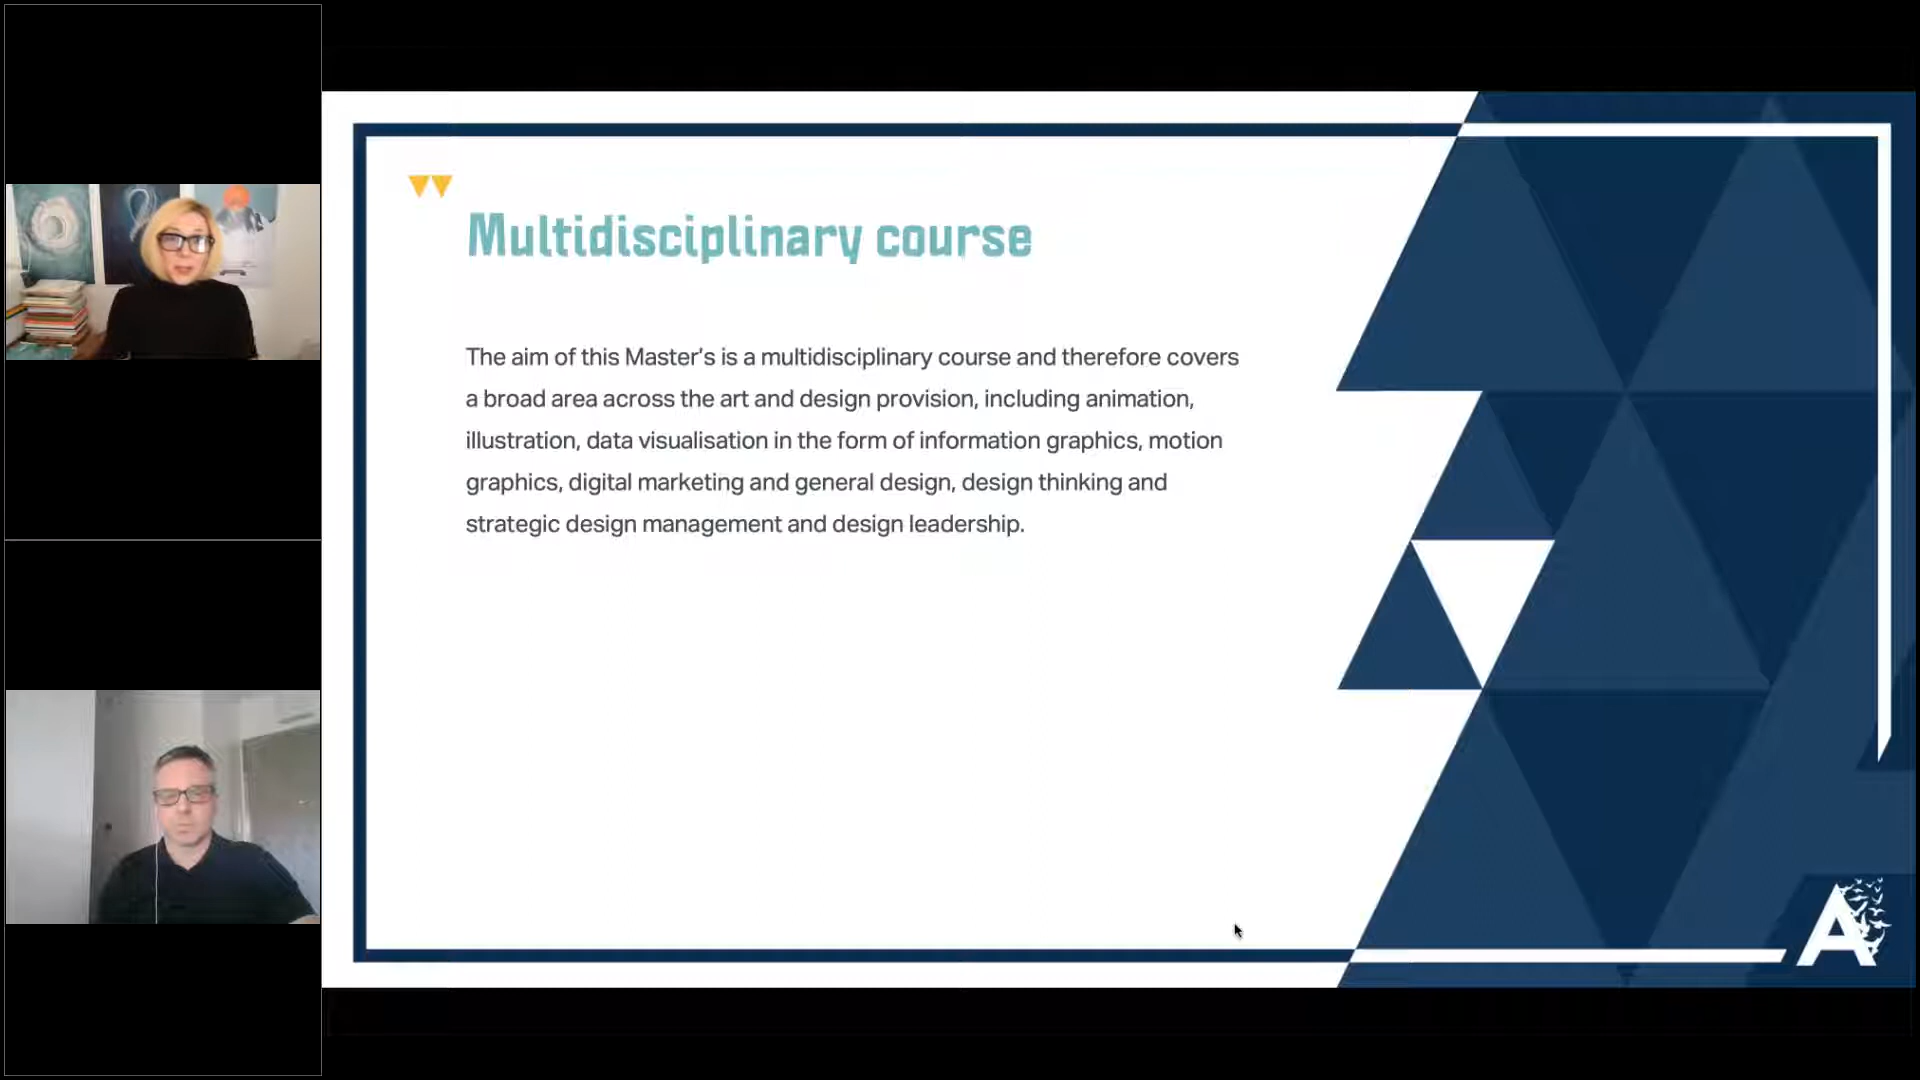 Multidisciplinary course
The aim of this Master’s is a multidisciplinary course and therefore covers
a broad area across the art and design provision, including animation,
illustration, data visualisation in the form of information graphics, motion
graphics, digital marketing and general design, design thinking and
strategic design management and design leadership.
A